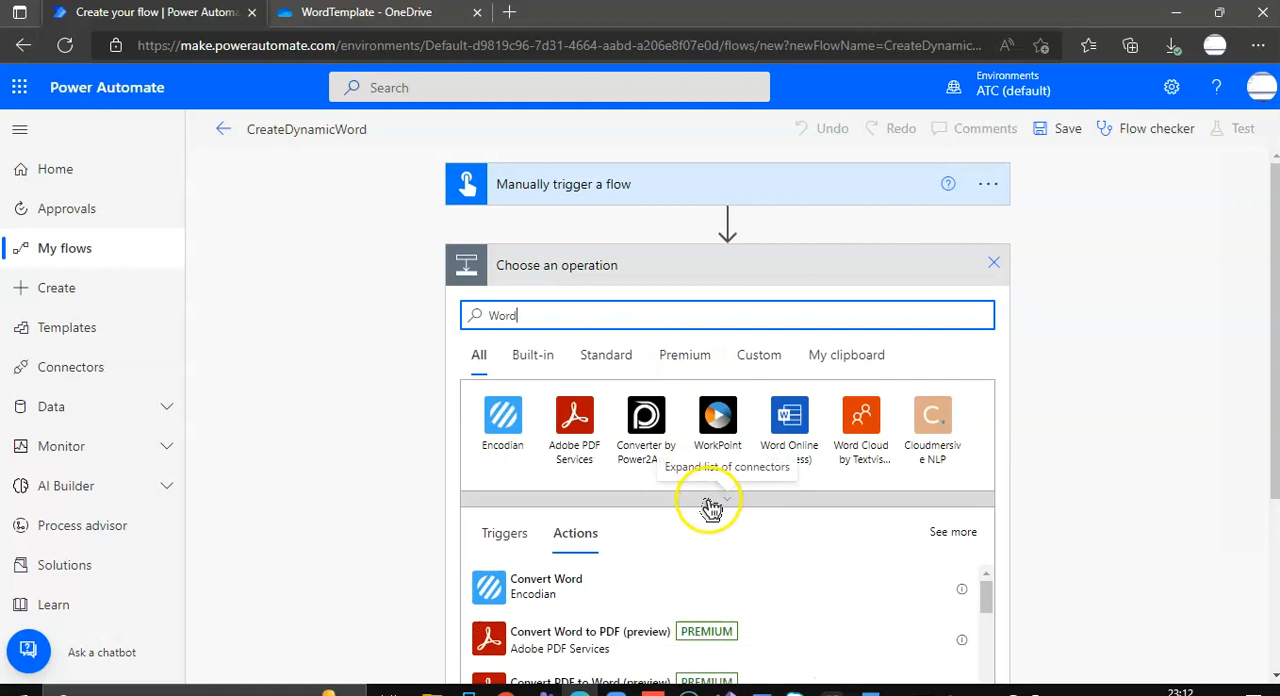 Create your flow | Power Automa
WordTemplate - OneDrive
https://make.powerautomate.com/environments/Default-d9819c96-7d31-4664-aabd-a206e8f07e0d/flows/new?newFlowName=CreateDynamic...
Power Automate
Search
Environments
ATC (default)
CreateDynamicWord
Undo
Redo
Comments
Save
Flow checker
Test
Home
Approvals
My flows
Create
Templates
Connectors
Data
Monitor
AI Builder
Process advisor
Solutions
Learn
Ask a chatbot
Manually trigger a flow
Choose an operation
Word
All
Built-in
Standard
Premium
Custom
My clipboard
Encodian
Adobe PDF
Services
Converter by
Power2A
WorkPoint
Word Online
ess)
Word Cloud
by Textvis...
Cloudmersiv
e NLP
Expand list of connectors
Triggers
Actions
See more
Convert Word
Encodian
Convert Word to PDF (preview) PREMIUM
Adobe PDF Services
PREMIUM
23:12